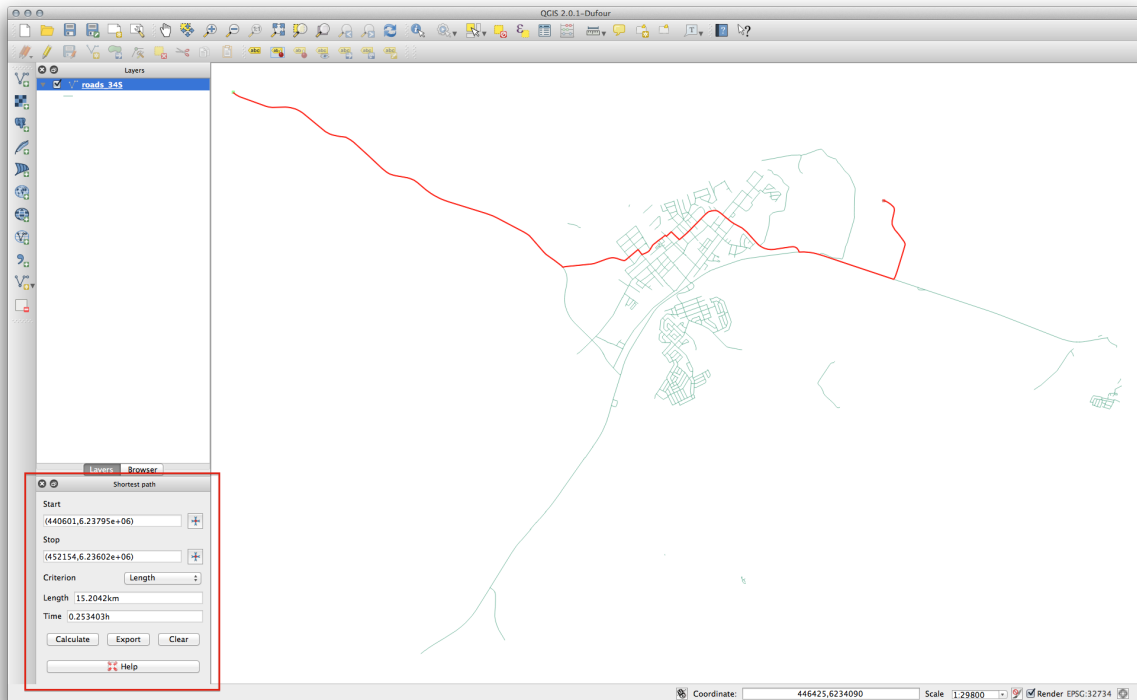 QGIS 2.0.1-Dufour
Layers
roads_345
Layers Browser
Shortest path
Start
(440601,6.23795e+06)
Stop
(452154,6.23602e+06)
Criterion Length
Length 15.2042km
Time 0.253403h
Calculate Export Clear
Help
Coordinate: 446425,6234090 Scale 1:29800 Render EPSG:32734